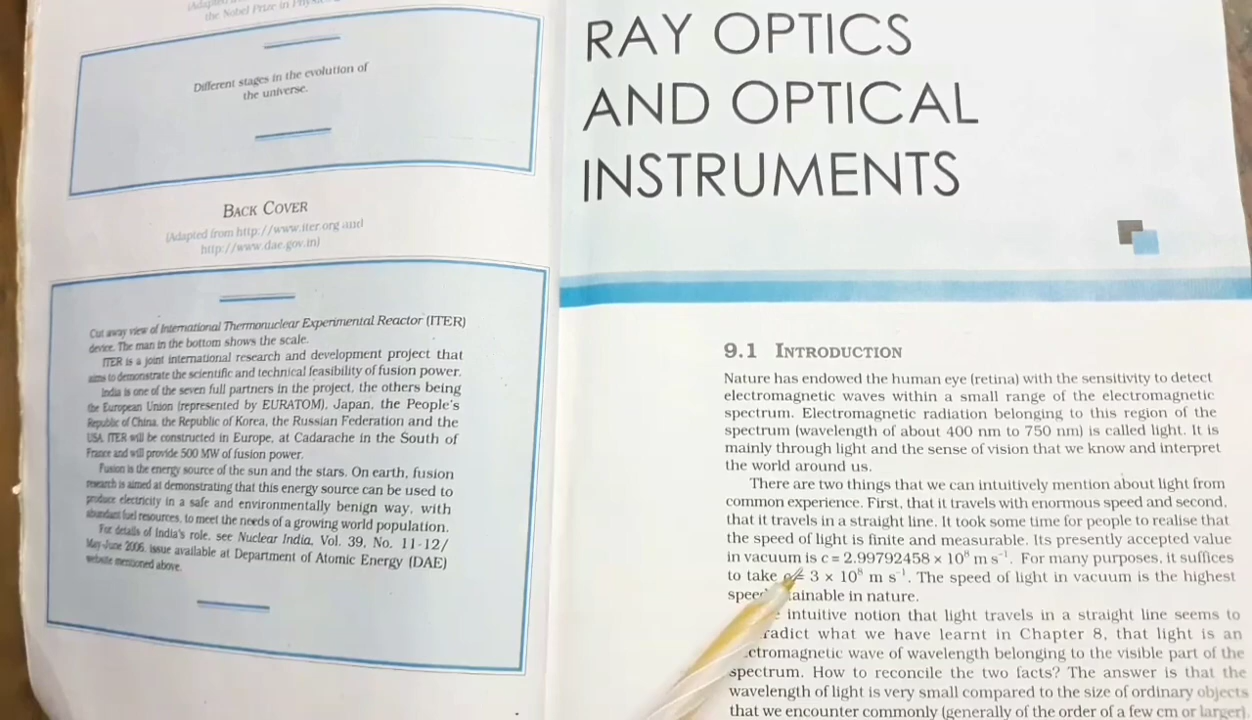 the Nobel Prize in
Different stages in the evolution of
the universe.
BACK COVER
(Adapted from http://www.iter.org and
http://www.dae.gov.in)
Cut away view of International Thermonuclear Experimental Reactor (ITER)
device. The man in the bottom shows the scale.
ITER is a joint international research and development project that
aims to demonstrate the scientific and technical feasibility of fusion power.
India is one of the seven full partners in the project, the others being
the European Union (represented by EURATOM), Japan, the People's
Republic of China, the Republic of Korea, the Russian Federation and the
USA. ITER will be constructed in Europe, at Cadarache in the South of
France and will provide 500 MW of fusion power.
Fusion is the energy source of the sun and the stars. On earth, fusion
research is aimed at demonstrating that this energy source can be used to
produce electricity in a safe and environmentally benign way, with
abundant fuel resources, to meet the needs of a growing world population.
For details of India's role, see Nuclear India, Vol. 39, No. 11-12/
May-June 2006, issue available at Department of Atomic Energy (DAE)
website mentioned above.
RAY OPTICS
AND OPTICAL
INSTRUMENTS
9.1 INTRODUCTION
Nature has endowed the human eye (retina) with the sensitivity to detect
electromagnetic waves within a small range of the electromagnetic
spectrum. Electromagnetic radiation belonging to this region of the
spectrum (wavelength of about 400 nm to 750 nm) is called light. It is
mainly through light and the sense of vision that we know and interpret
the world around us.
There are two things that we can intuitively mention about light from
common experience. First, that it travels with enormous speed and second,
that it travels in a straight line. It took some time for people to realise that
the speed of light is finite and measurable. Its presently accepted value
in vacuum is c = 2.99792458 × 10⁸ m s⁻¹. For many purposes, it suffices
to take = 3 × 10⁸ m s⁻¹. The speed of light in vacuum is the highest
speed tainable in nature.
intuitive notion that light travels in a straight line seems to
radict what we have learnt in Chapter 8, that light is an
ctromagnetic wave of wavelength belonging to the visible part of the
spectrum. How to reconcile the two facts? The answer is that the
wavelength of light is very small compared to the size of ordinary objects
that we encounter commonly (generally of the order of a few cm or larger).